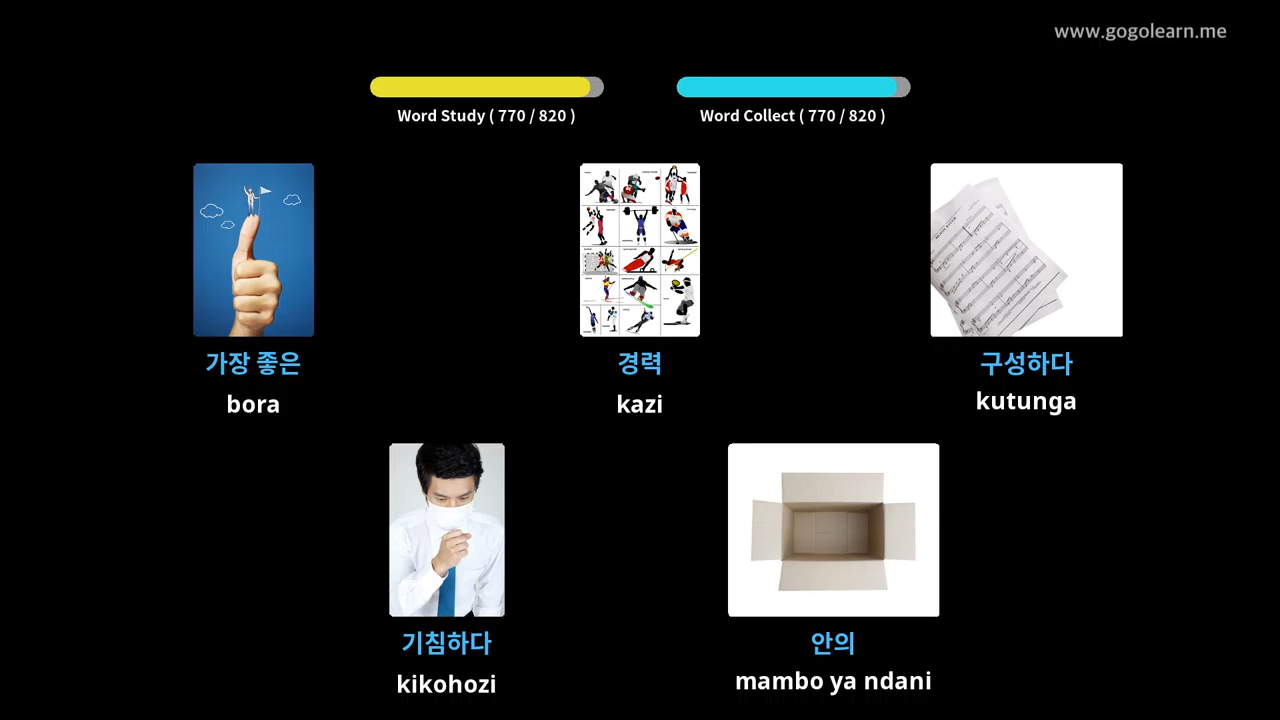 www.gogolearn.me
Word Study ( 770 / 820 )
Word Collect ( 770 / 820 )
가장 좋은
bora
경력
kazi
구성하다
kutunga
기침하다
kikohozi
안의
mambo ya ndani